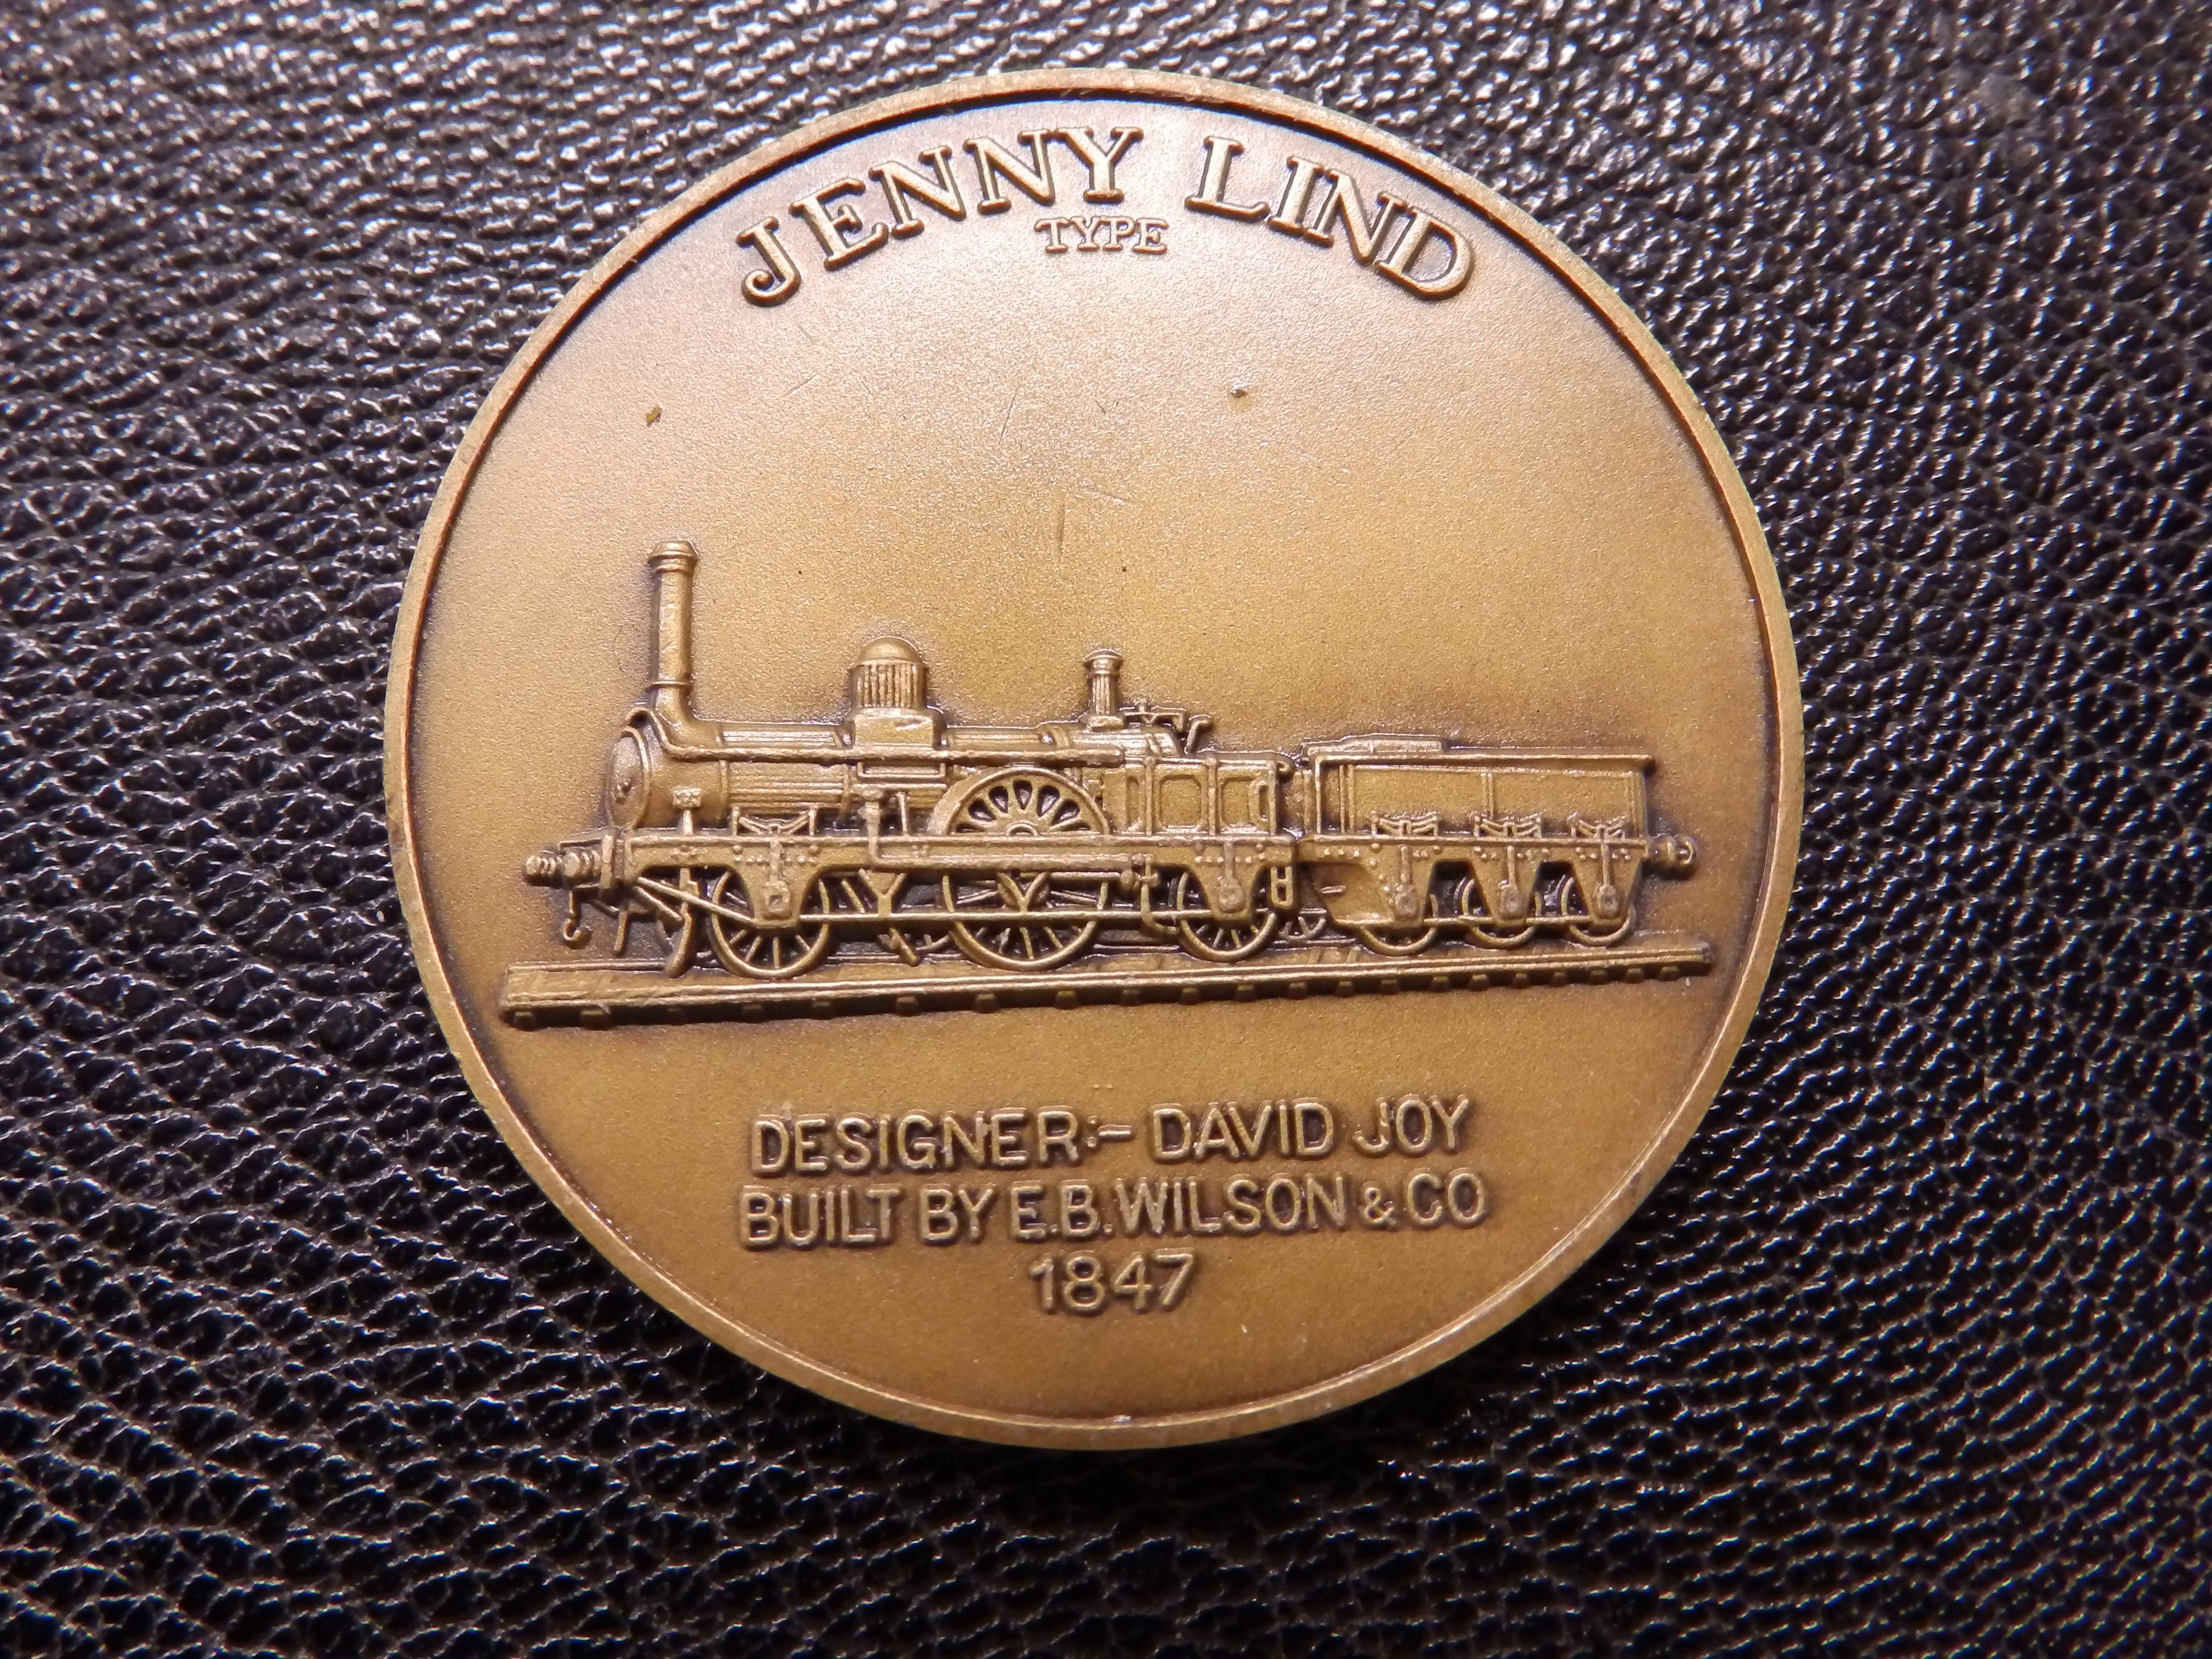 JENNY LIND
TYPE
DESIGNER:- DAVID JOY
BUILT BY E.B. WILSON & CO
1847